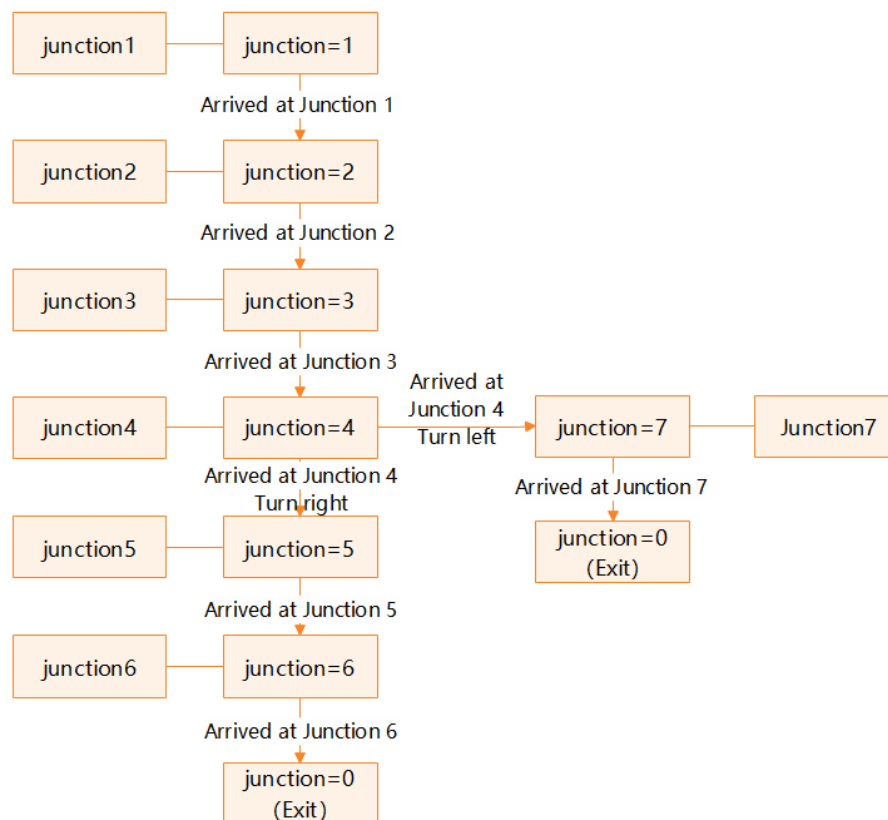 junction1
junction=1
Arrived at Junction 1
junction2
junction=2
Arrived at Junction 2
junction3
junction=3
Arrived at Junction 3
junction4
junction=4
Arrived at
Junction 4
Turn left
junction=7
Junction7
Arrived at Junction 4
Turn right
Arrived at Junction 7
junction5
junction=5
junction=0
(Exit)
Arrived at Junction 5
junction6
junction=6
Arrived at Junction 6
junction=0
(Exit)